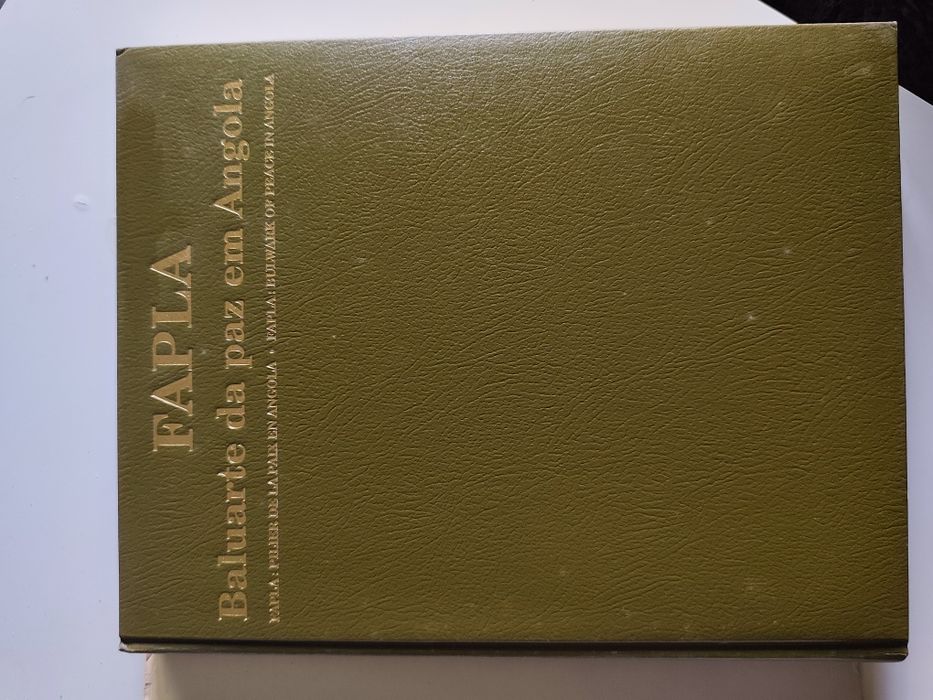 FAPLA
Baluarte da paz em Angola
FAPLA: PILIER DE LA PAIX EN ANGOLA • FAPLA: BULWARK OF PEACE IN ANGOLA